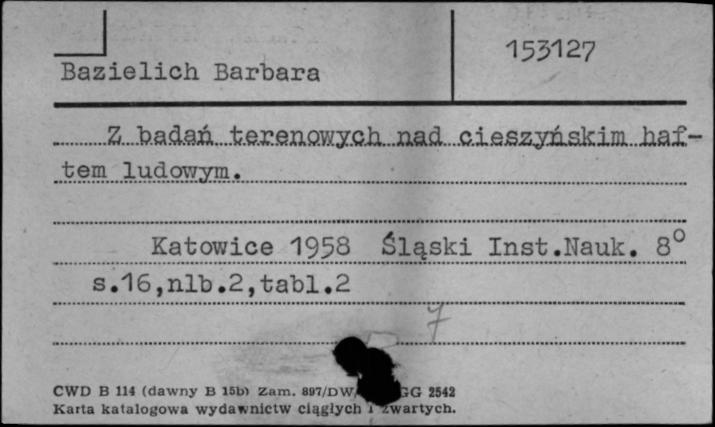 153127
Bazielich Barbara
Z badań terenowych nad cieszyńskim haf-
tem ludowym.
Katowice 1958 Śląski Inst.Nauk. 8°
s.16,nlb.2,tabl.2
7
CWD B 114 (dawny B 15b) Zam. 897/DW GG 2542
Karta katalogowa wydawnictw ciągłych i zwartych.